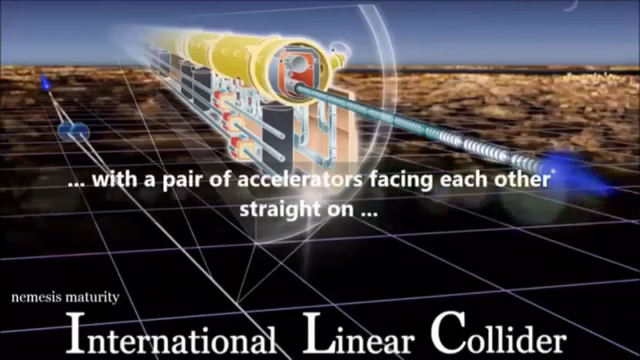 ... with a pair of accelerators facing each other
straight on ...
nemesis maturity
International Linear Collider